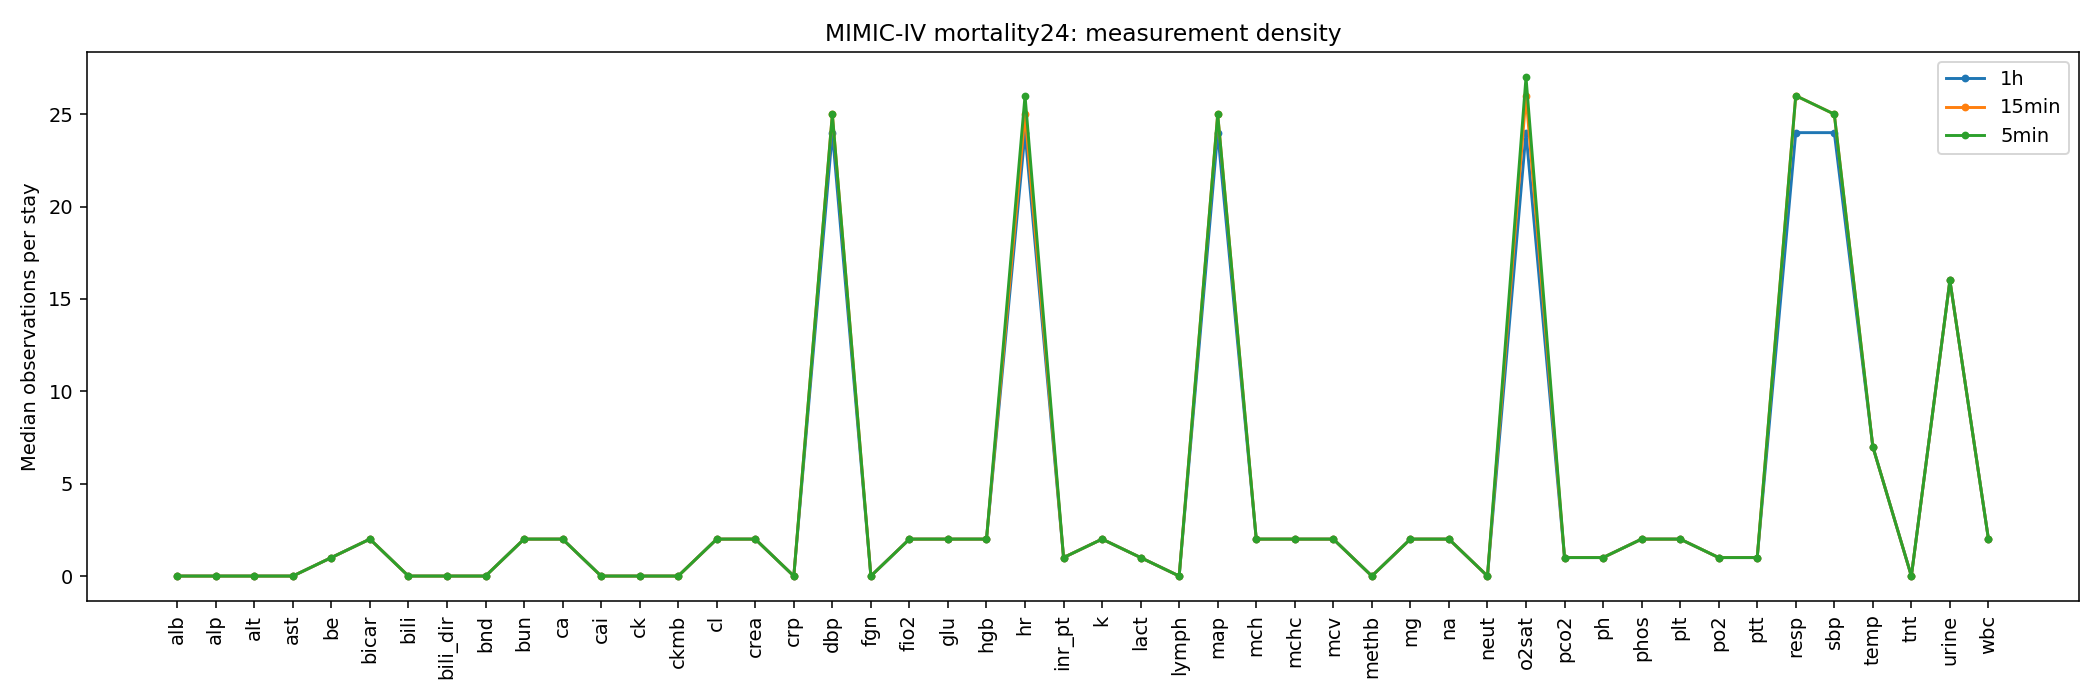 MIMIC-IV mortality24: measurement density
1h
15min
5min
Median observations per stay
25
20
15
10
5
0
alb
alp
alt
ast
be
bicar
bili
bili_dir
bnd
bun
ca
cai
ck
ckmb
cl
crea
crp
dbp
fgn
fio2
glu
hgb
hr
inr_pt
k
lact
lymph
map
mch
mchc
mcv
methb
mg
na
neut
o2sat
pco2
ph
phos
plt
po2
ptt
resp
sbp
temp
tnt
urine
wbc